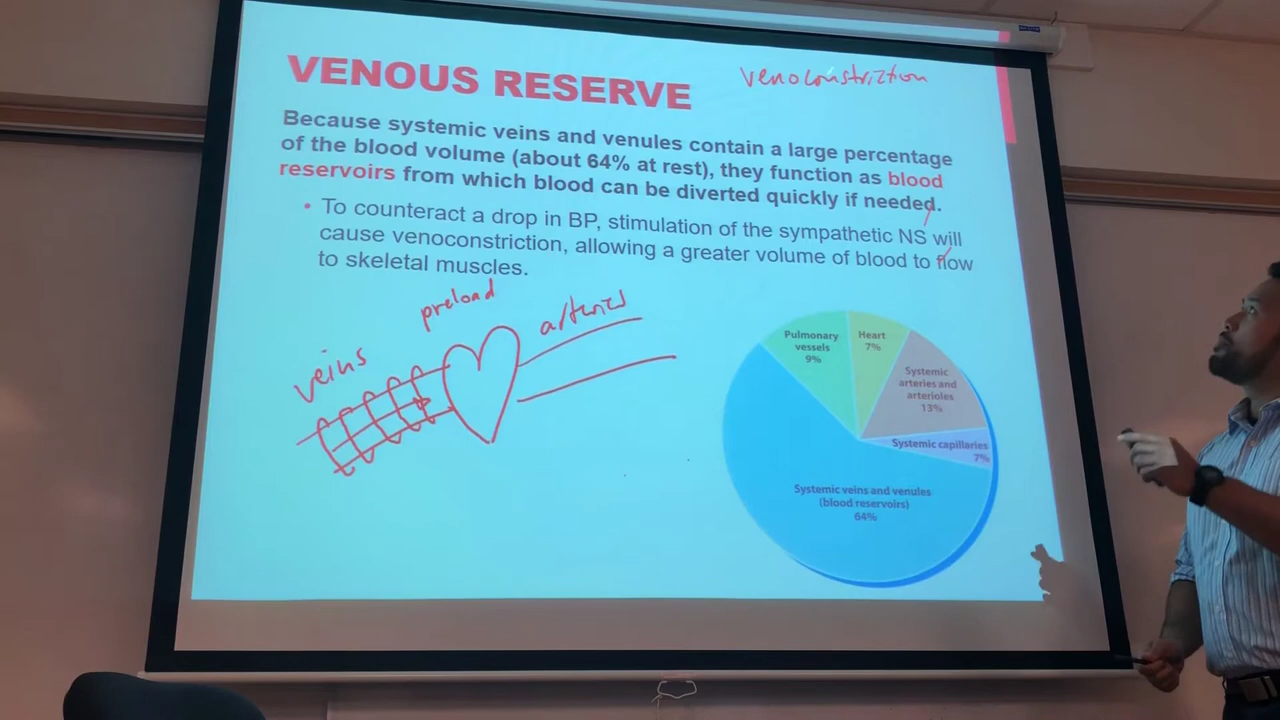 VENOUS RESERVE
venoconstriction
Because systemic veins and venules contain a large percentage
of the blood volume (about 64% at rest), they function as blood
reservoirs from which blood can be diverted quickly if needed.
• To counteract a drop in BP, stimulation of the sympathetic NS will
cause venoconstriction, allowing a greater volume of blood to flow
to skeletal muscles.
preload
arteries
veins
Pulmonary
vessels
9%
Heart
7%
Systemic
arteries and
arterioles
13%
Systemic capillaries
7%
Systemic veins and venules
(blood reservoirs)
64%